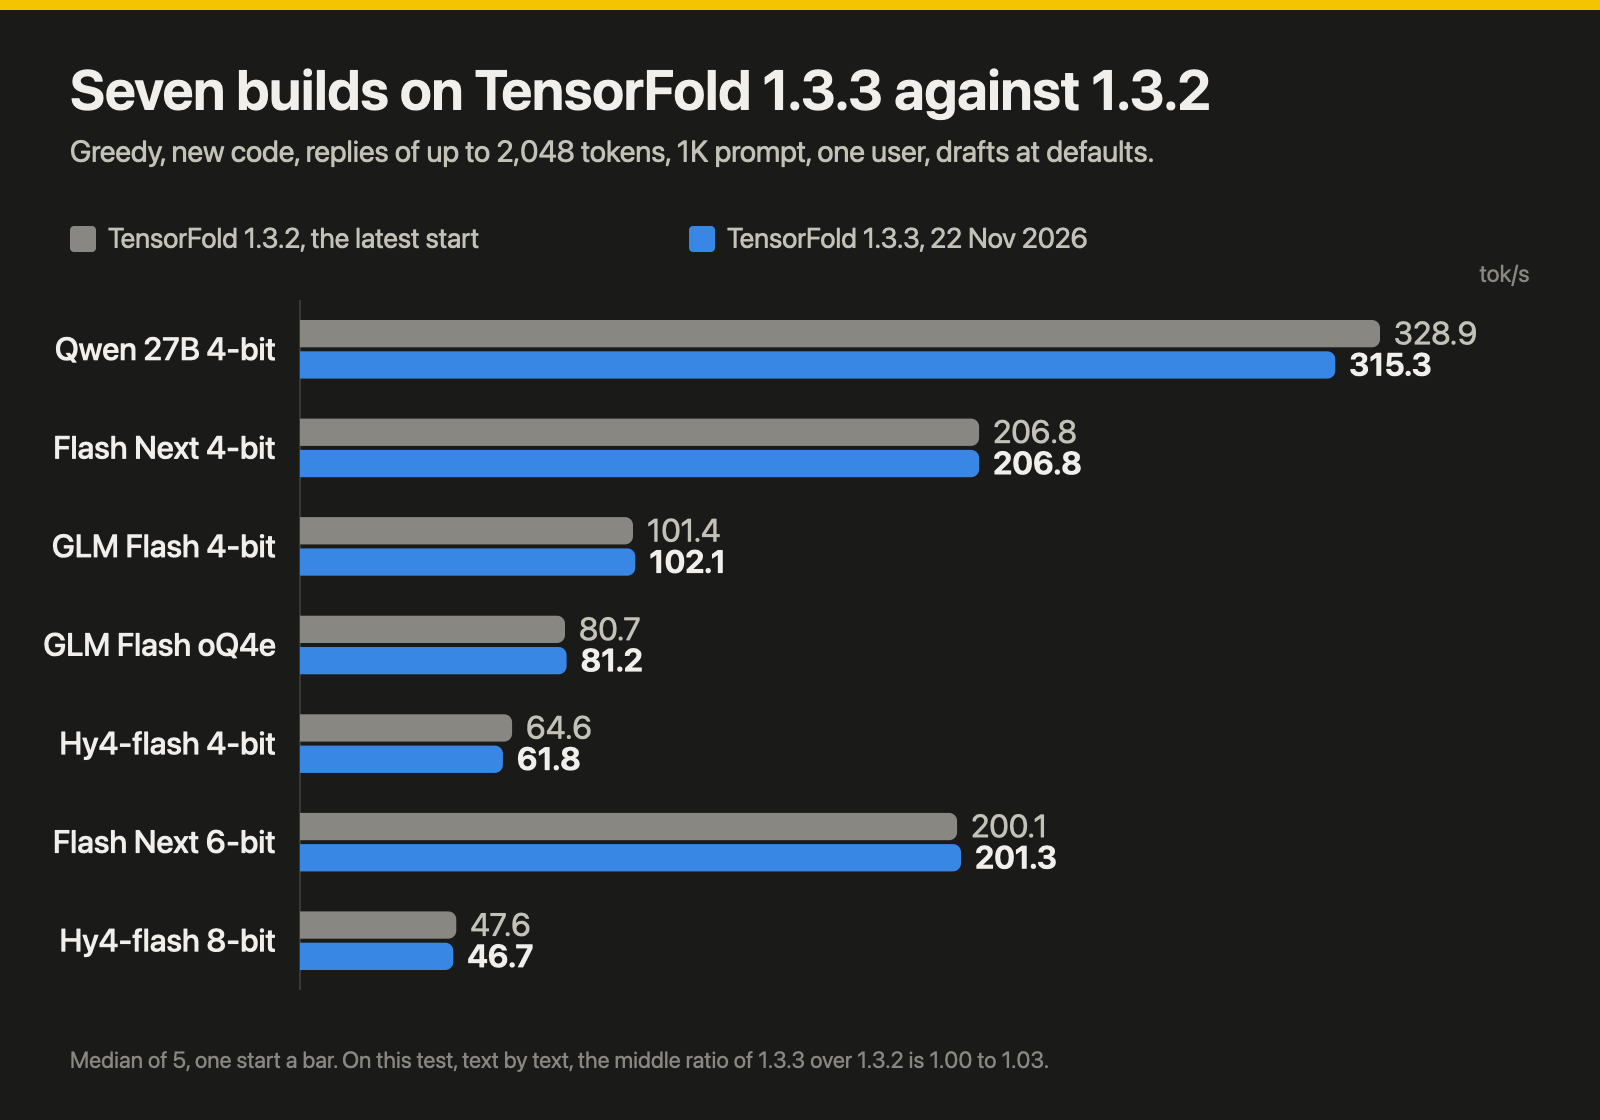 Seven builds on TensorFold 1.3.3 against 1.3.2
Greedy, new code, replies of up to 2,048 tokens, 1K prompt, one user, drafts at defaults.
TensorFold 1.3.2, the latest start
TensorFold 1.3.3, 22 Nov 2026
tok/s
Qwen 27B 4-bit
328.9
315.3
Flash Next 4-bit
206.8
206.8
GLM Flash 4-bit
101.4
102.1
GLM Flash oQ4e
80.7
81.2
Hy4-flash 4-bit
64.6
61.8
Flash Next 6-bit
200.1
201.3
Hy4-flash 8-bit
47.6
46.7
Median of 5, one start a bar. On this test, text by text, the middle ratio of 1.3.3 over 1.3.2 is 1.00 to 1.03.